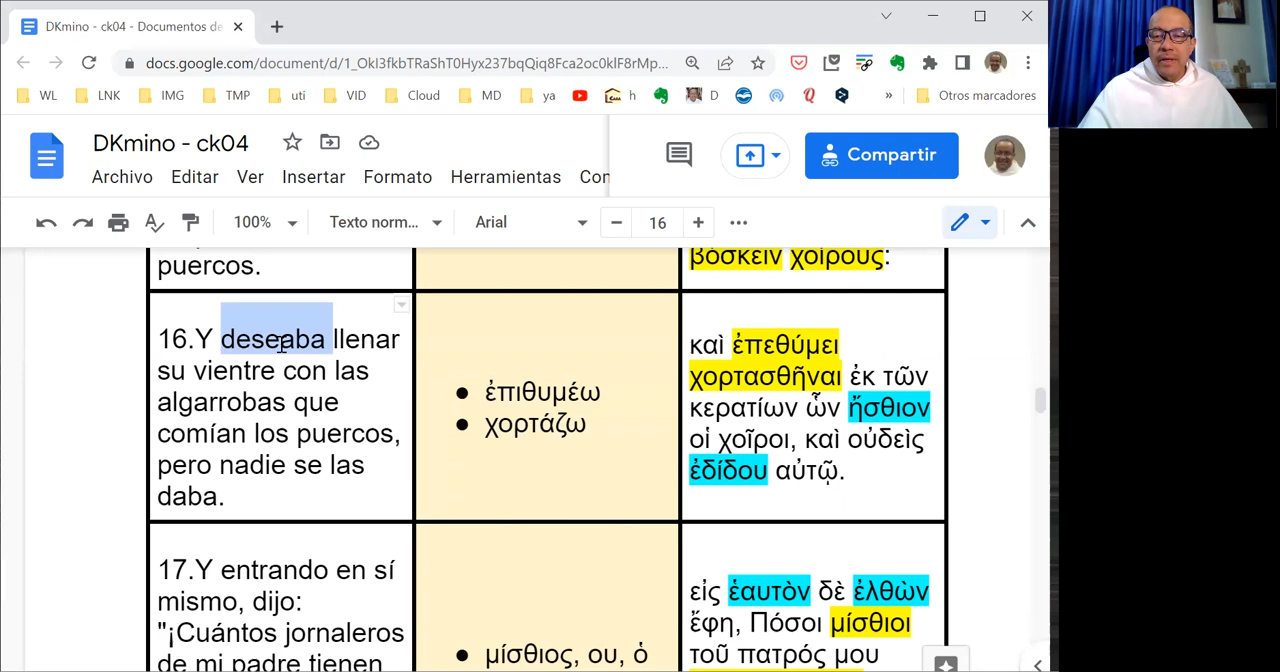 DKmino - ck04 - Documentos de
docs.google.com/document/d/1_OkI3fkbTRaShT0Hyx237bqQiq8Fca2oc0kIF8rMp...
WL LNK IMG TMP uti VID Cloud MD ya h D » Otros marcadores
DKmino - ck04
Compartir
Archivo Editar Ver Insertar Formato Herramientas Con
100% Texto norm... Arial 16
puercos.
βόσκειν χοίρους:
16.Y deseaba llenar
su vientre con las
algarrobas que
comían los puercos,
pero nadie se las
daba.
● ἐπιθυμέω
● χορτάζω
καὶ ἐπεθύμει
χορτασθῆναι ἐκ τῶν
κερατίων ὧν ἤσθιον
οἱ χοῖροι, καὶ οὐδεὶς
ἐδίδου αὐτῷ.
17.Y entrando en sí
mismo, dijo:
"¡Cuántos jornaleros
de mi padre tienen
● μίσθιος, ου, ὁ
εἰς ἑαυτὸν δὲ ἐλθὼν
ἔφη, Πόσοι μίσθιοι
τοῦ πατρός μου